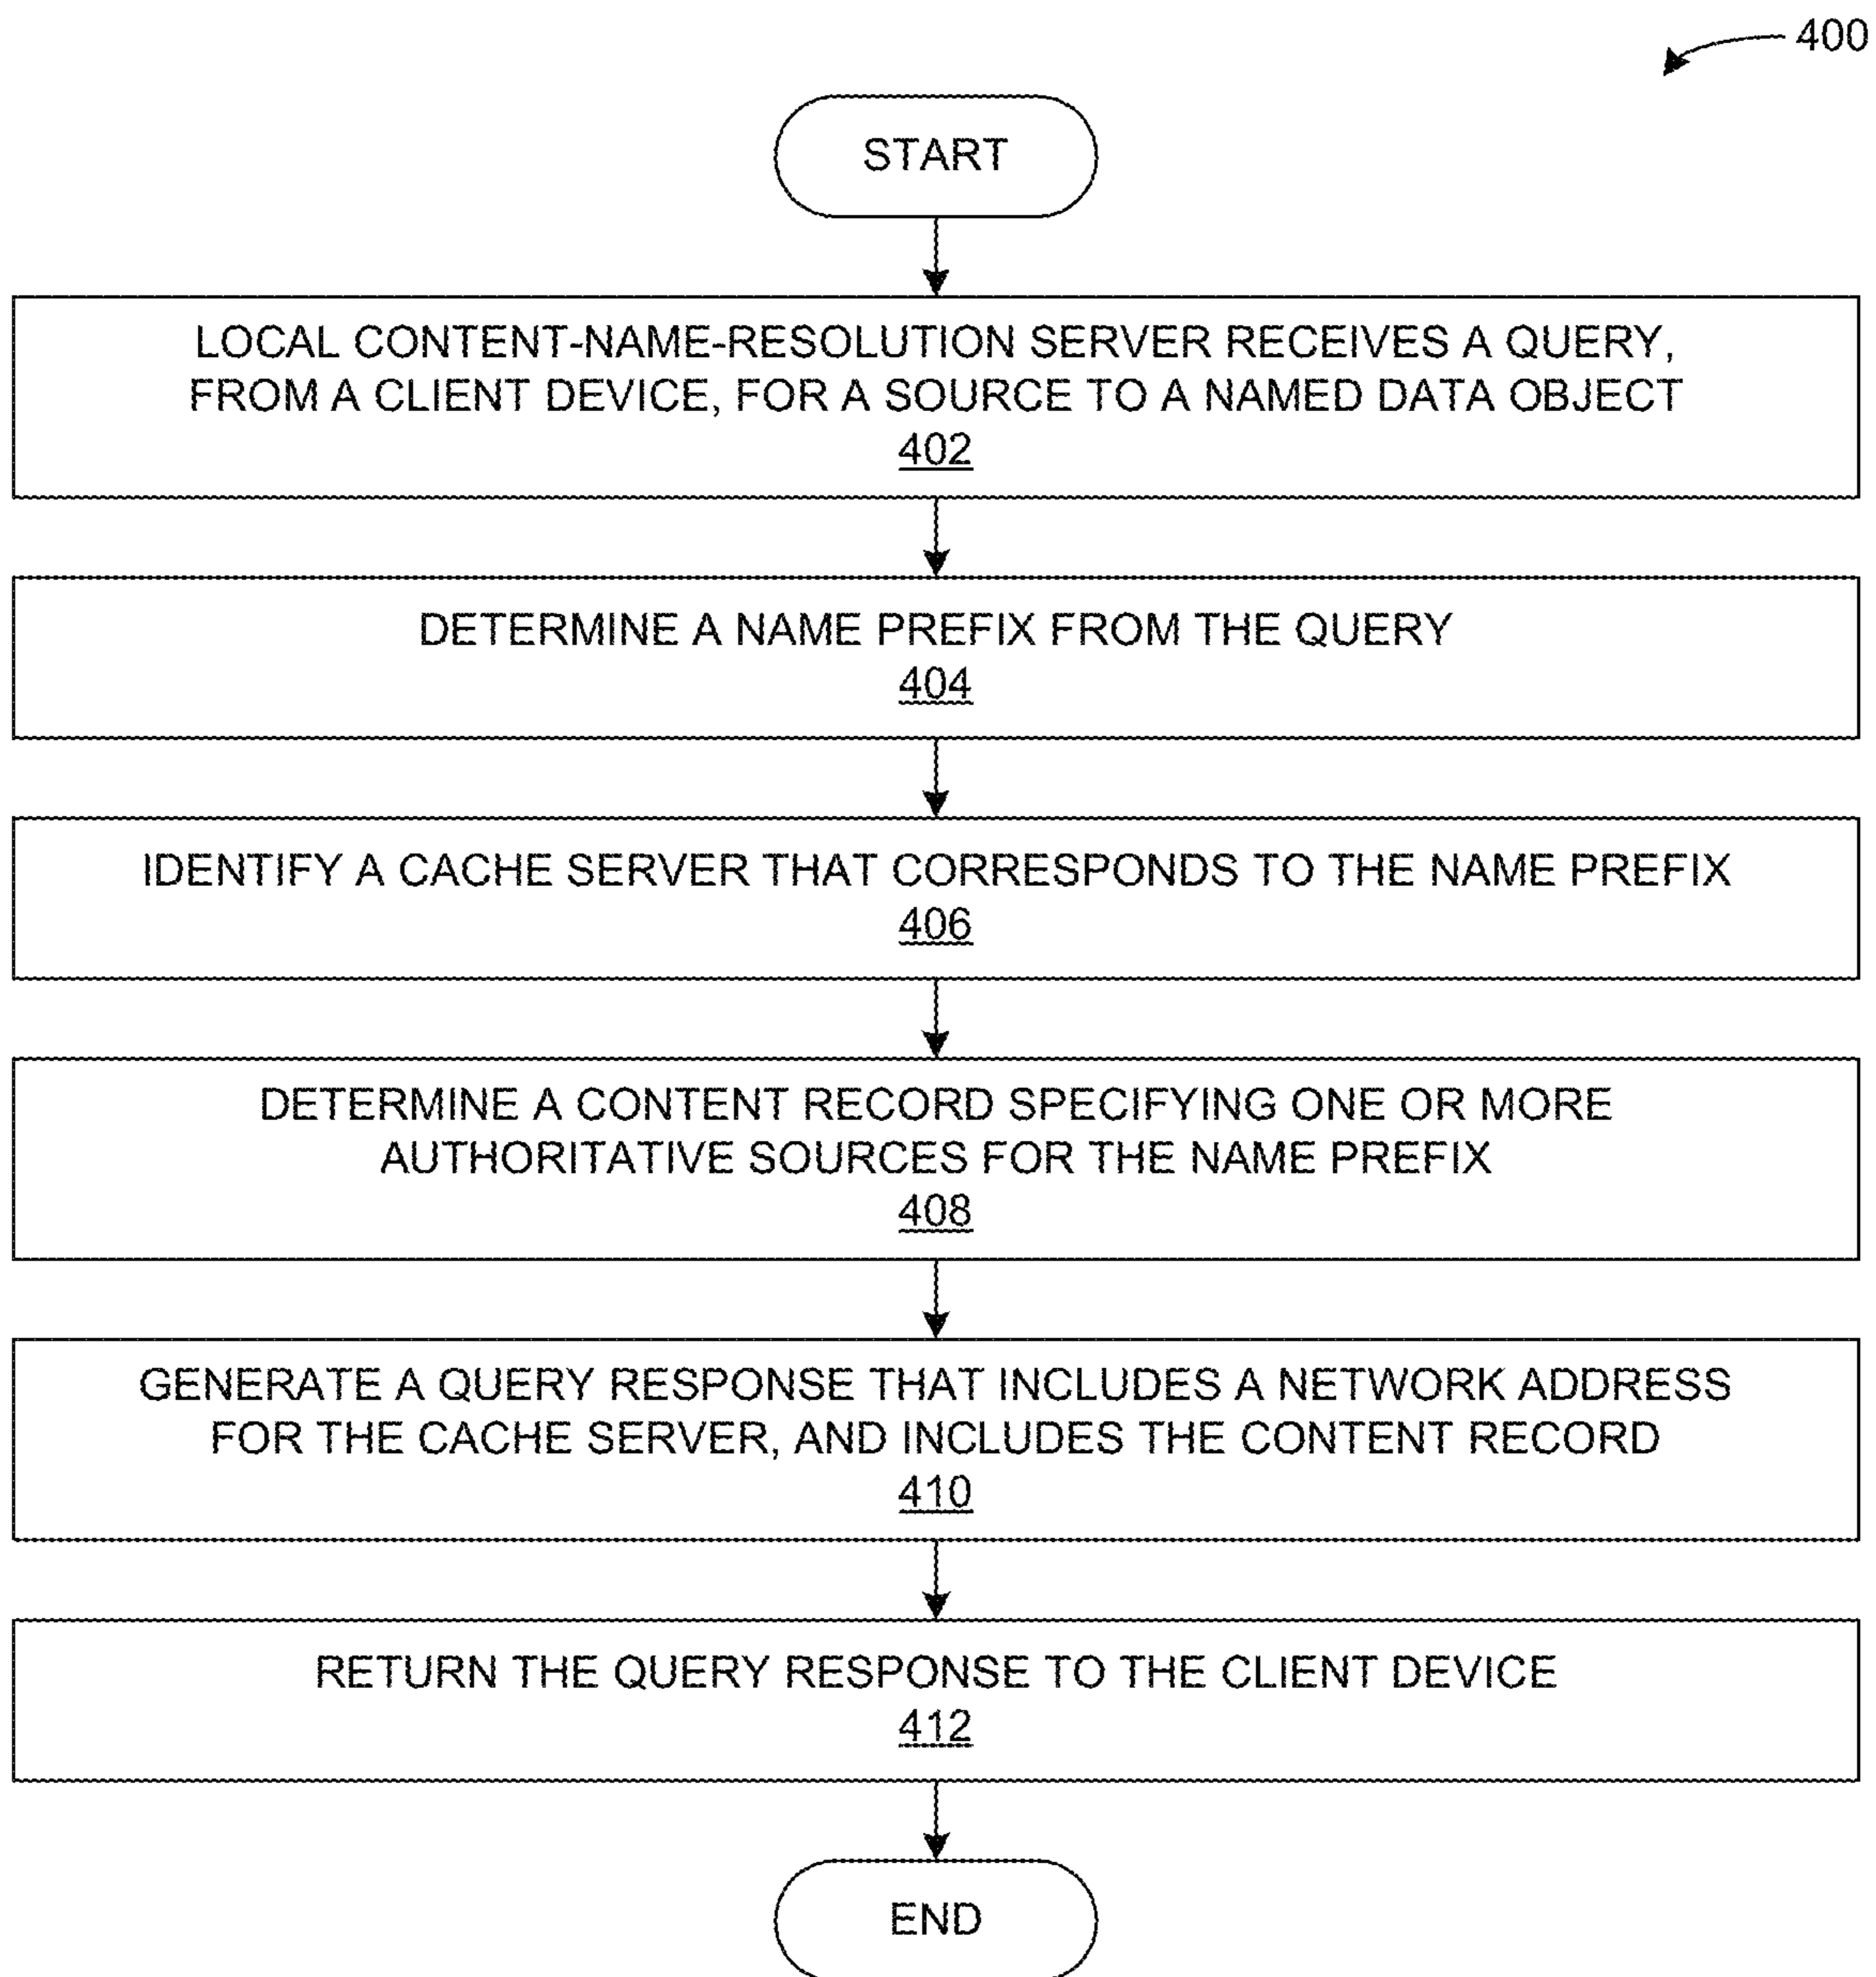 400
START
LOCAL CONTENT-NAME-RESOLUTION SERVER RECEIVES A QUERY,
FROM A CLIENT DEVICE, FOR A SOURCE TO A NAMED DATA OBJECT
402
DETERMINE A NAME PREFIX FROM THE QUERY
404
IDENTIFY A CACHE SERVER THAT CORRESPONDS TO THE NAME PREFIX
406
DETERMINE A CONTENT RECORD SPECIFYING ONE OR MORE
AUTHORITATIVE SOURCES FOR THE NAME PREFIX
408
GENERATE A QUERY RESPONSE THAT INCLUDES A NETWORK ADDRESS
FOR THE CACHE SERVER, AND INCLUDES THE CONTENT RECORD
410
RETURN THE QUERY RESPONSE TO THE CLIENT DEVICE
412
END